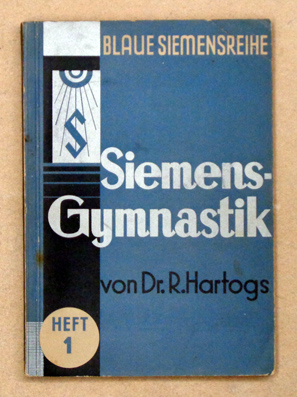 BLAUE SIEMENSREIHE
S
Siemens-
Gymnastik
von Dr. R. Hartogs
HEFT
1